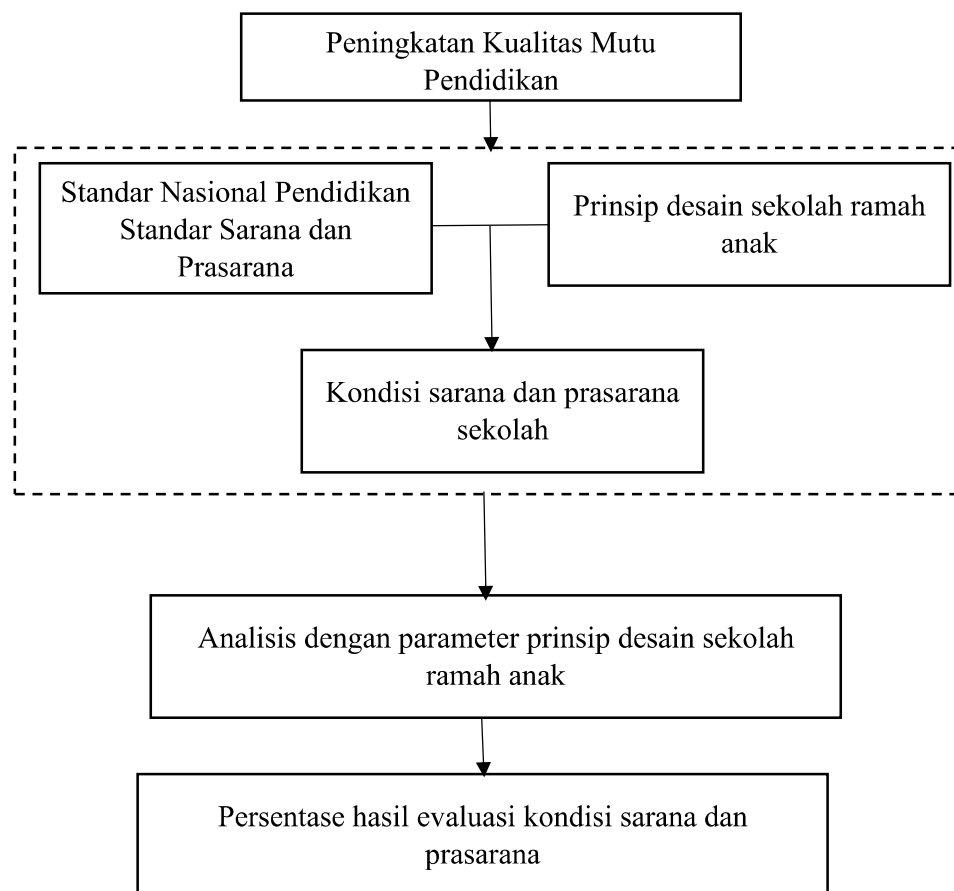 Peningkatan Kualitas Mutu
Pendidikan
Standar Nasional Pendidikan
Standar Sarana dan
Prasarana
Prinsip desain sekolah ramah
anak
Kondisi sarana dan prasarana
sekolah
Analisis dengan parameter prinsip desain sekolah
ramah anak
Persentase hasil evaluasi kondisi sarana dan
prasarana